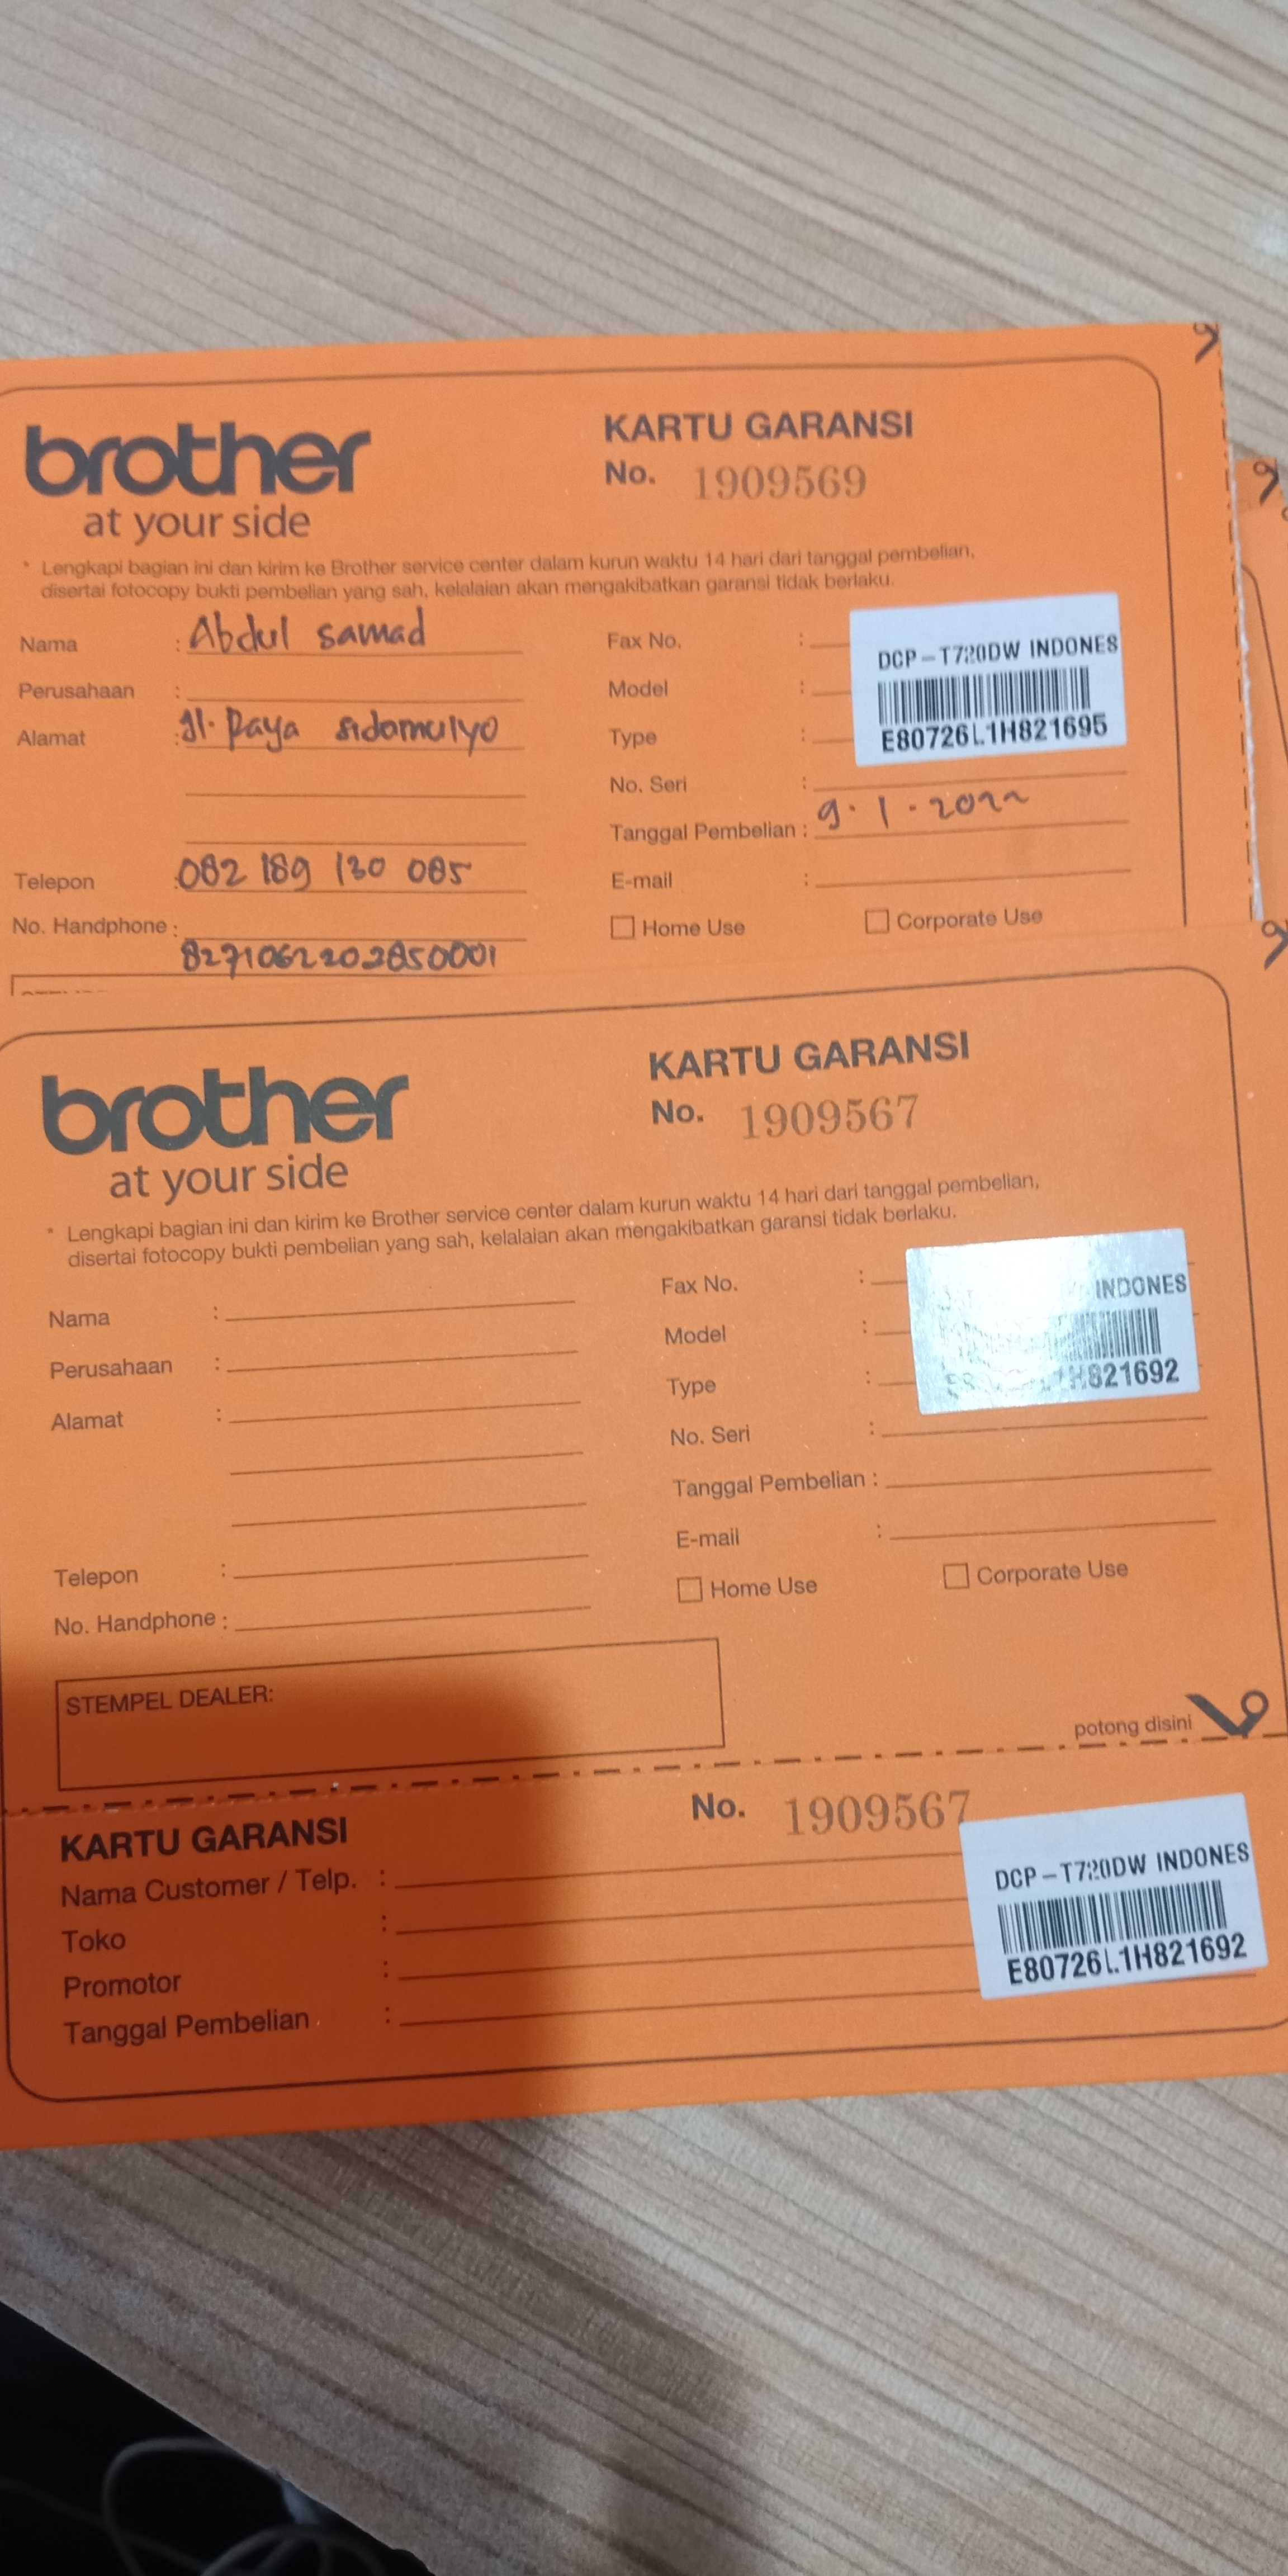 brother
at your side
KARTU GARANSI
No. 1909569
* Lengkapi bagian ini dan kirim ke Brother service center dalam kurun waktu 14 hari dari tanggal pembelian,
disertai fotocopy bukti pembelian yang sah, kelalaian akan mengakibatkan garansi tidak berlaku.
Nama : Abdul samad
Perusahaan :
Alamat : Jl. Raya sidomulyo
Telepon : 082 189 130 085
No. Handphone :
8271062202850001
Fax No. :
Model :
Type :
No. Seri :
Tanggal Pembelian : 9 . 1 . 2022
E-mail :
Home Use Corporate Use
DCP-T720DW INDONES
E80726L1H821695
brother
at your side
KARTU GARANSI
No. 1909567
* Lengkapi bagian ini dan kirim ke Brother service center dalam kurun waktu 14 hari dari tanggal pembelian,
disertai fotocopy bukti pembelian yang sah, kelalaian akan mengakibatkan garansi tidak berlaku.
Nama :
Perusahaan :
Alamat :
Telepon :
No. Handphone :
Fax No. :
Model :
Type :
No. Seri :
Tanggal Pembelian :
E-mail :
Home Use Corporate Use
INDONES
H821692
STEMPEL DEALER:
potong disini
KARTU GARANSI
No. 1909567
Nama Customer / Telp. :
Toko :
Promotor :
Tanggal Pembelian :
DCP-T720DW INDONES
E80726L1H821692